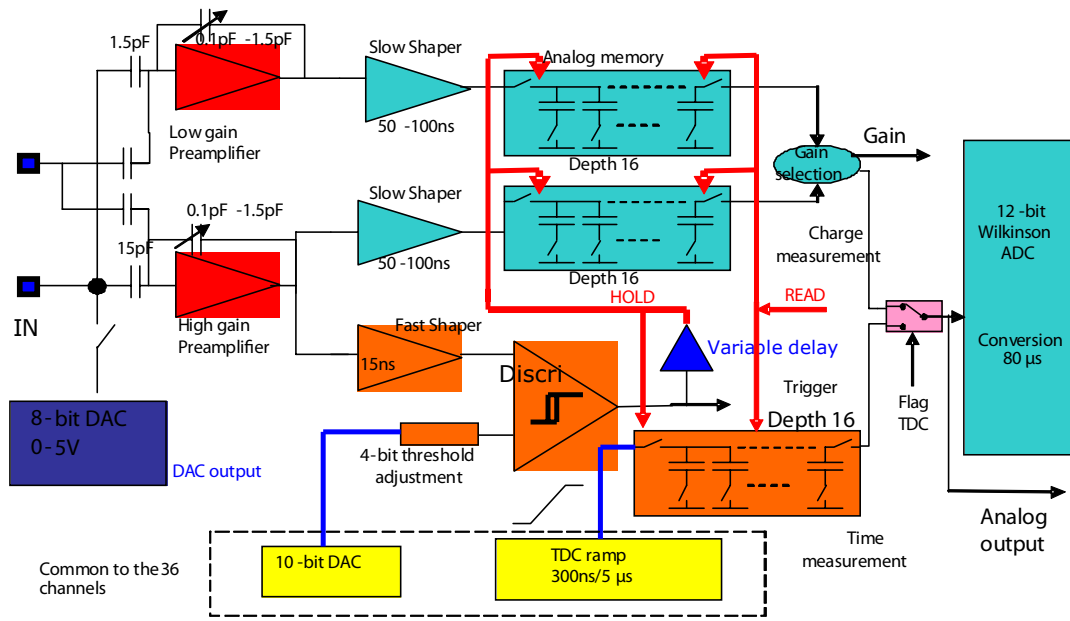 1.5pF
0.1pF -1.5pF
Slow Shaper
Analog memory
50 -100ns
Low gain
Preamplifier
Depth 16
Gain
Gain
selection
Slow Shaper
0.1pF -1.5pF
15pF
50 -100ns
Depth 16
12 -bit
Wilkinson
ADC
Charge
measurement
IN
High gain
Preamplifier
HOLD
READ
Fast Shaper
15ns
Discri
Variable delay
Conversion
80 µs
Trigger
Flag
TDC
8-bit DAC
0-5V
DAC output
4-bit threshold
adjustment
Depth 16
Analog
output
Time
measurement
Common to the 36
channels
10 -bit DAC
TDC ramp
300ns/5 µs